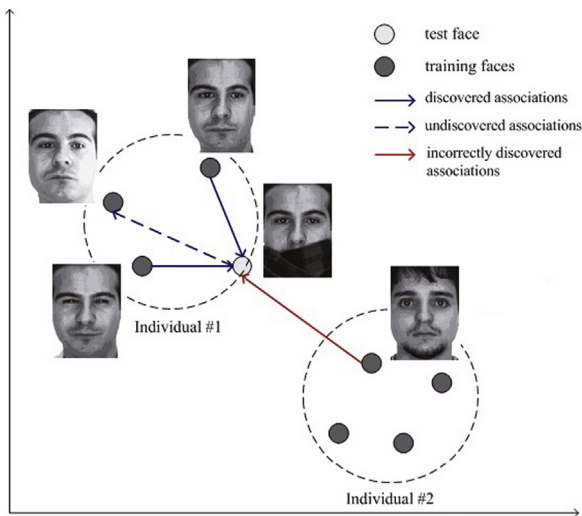 test face
training faces
discovered associations
undiscovered associations
incorrectly discovered
associations
Individual #1
Individual #2